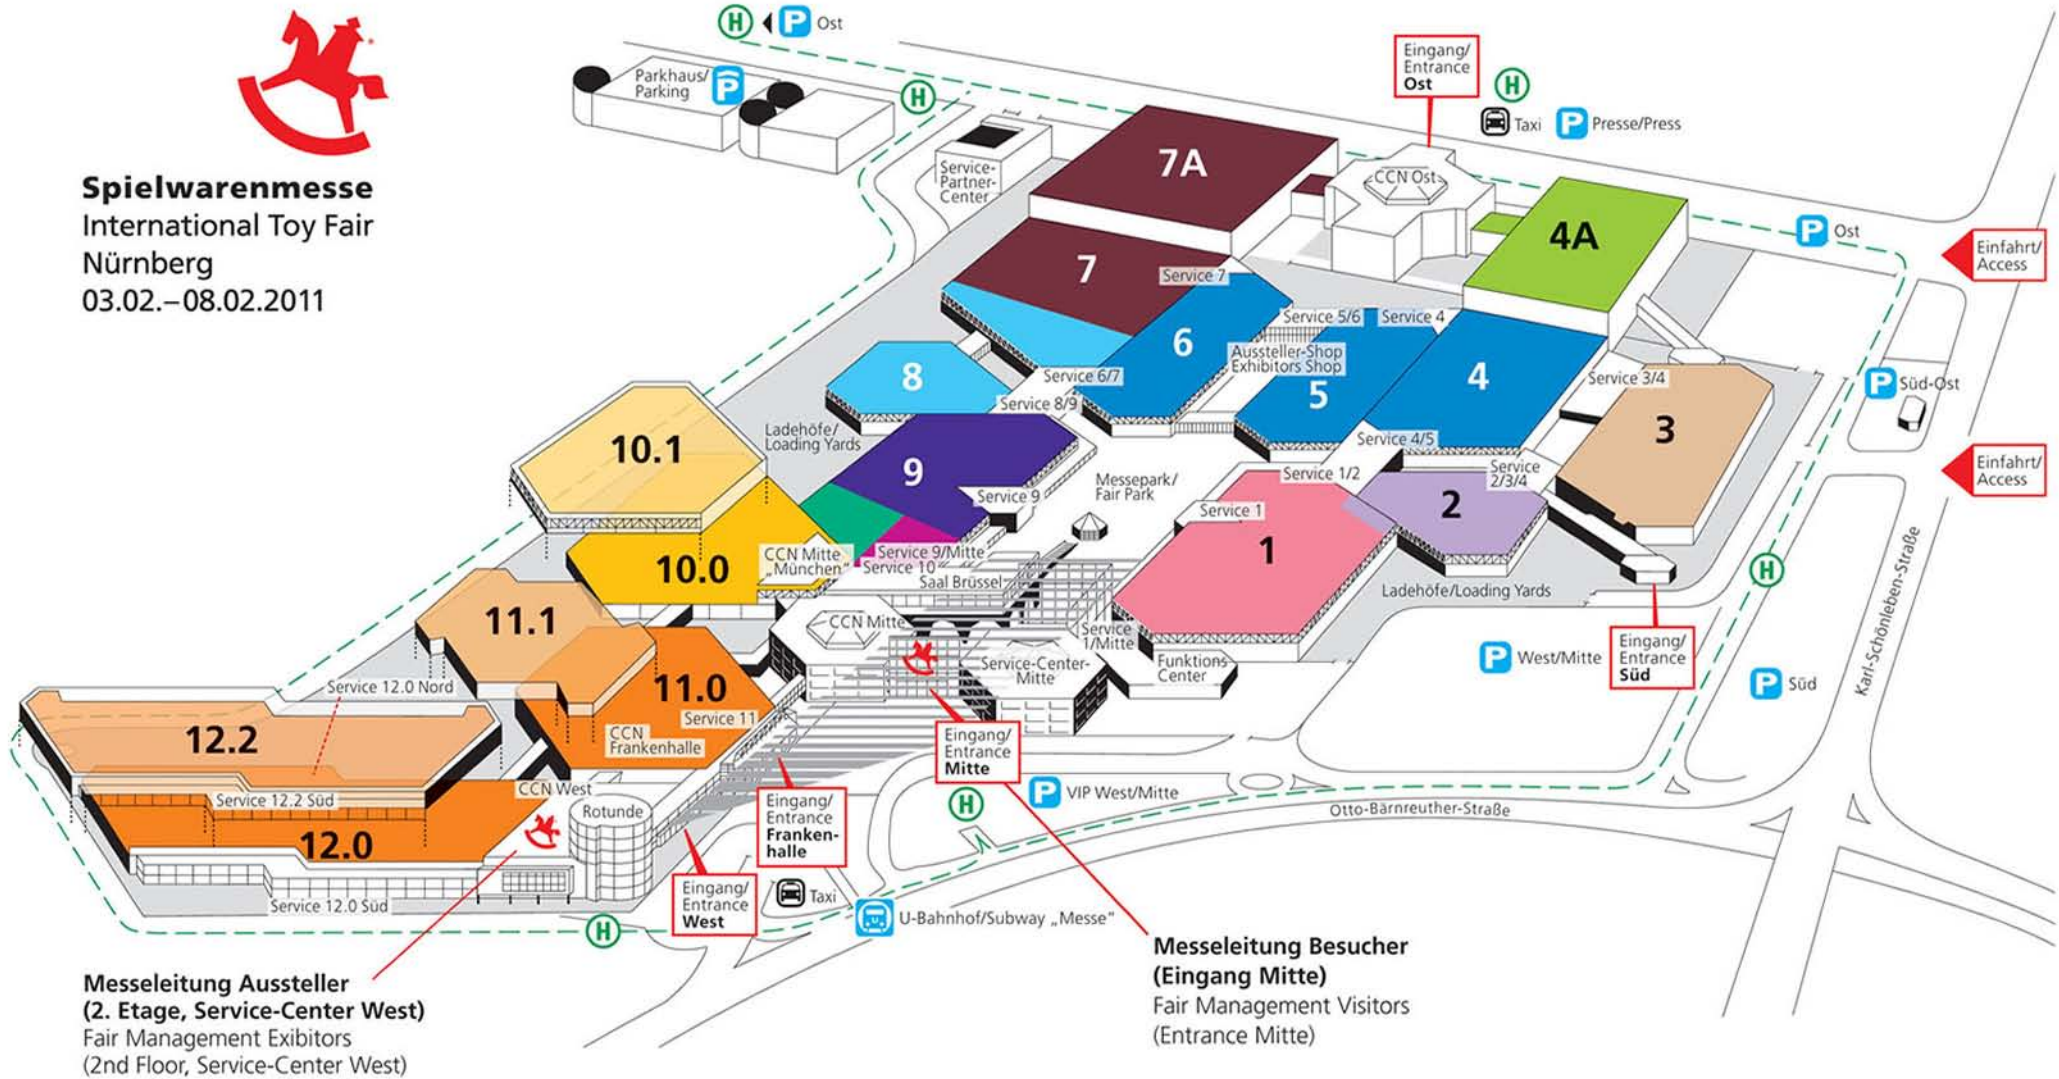 Spielwarenmesse
International Toy Fair
Nürnberg
03.02.–08.02.2011
H
P Ost
Parkhaus/
Parking
P
H
Service-
Partner-
Center
Eingang/
Entrance
Ost
H
Taxi
P Presse/Press
7A
CCN Ost
4A
P Ost
Einfahrt/
Access
7
Service 7
6
Service 5/6
Service 4
Aussteller-Shop
Exhibitors Shop
5
4
Service 3/4
P Süd-Ost
8
Service 6/7
Service 8/9
3
10.1
Ladehöfe/
Loading Yards
9
Service 9
Messepark/
Fair Park
Service 4/5
Service 1/2
Service
2/3/4
Einfahrt/
Access
2
Service 1
1
10.0
CCN Mitte
„München“
Service 9/Mitte
Service 10
Saal Brüssel
Ladehöfe/Loading Yards
H
Karl-Schönleben-Straße
11.1
CCN Mitte
Service
1/Mitte
Service-Center-
Mitte
Funktions
Center
P West/Mitte
Eingang/
Entrance
Süd
P Süd
Service 12.0 Nord
11.0
Service 11
CCN
Frankenhalle
12.2
Eingang/
Entrance
Mitte
CCN West
Service 12.2 Süd
Rotunde
Eingang/
Entrance
Franken-
halle
H
P VIP West/Mitte
Otto-Bärnreuther-Straße
12.0
Service 12.0 Süd
Eingang/
Entrance
West
Taxi
U-Bahnhof/Subway „Messe“
H
Messeleitung Aussteller
(2. Etage, Service-Center West)
Fair Management Exibitors
(2nd Floor, Service-Center West)
Messeleitung Besucher
(Eingang Mitte)
Fair Management Visitors
(Entrance Mitte)